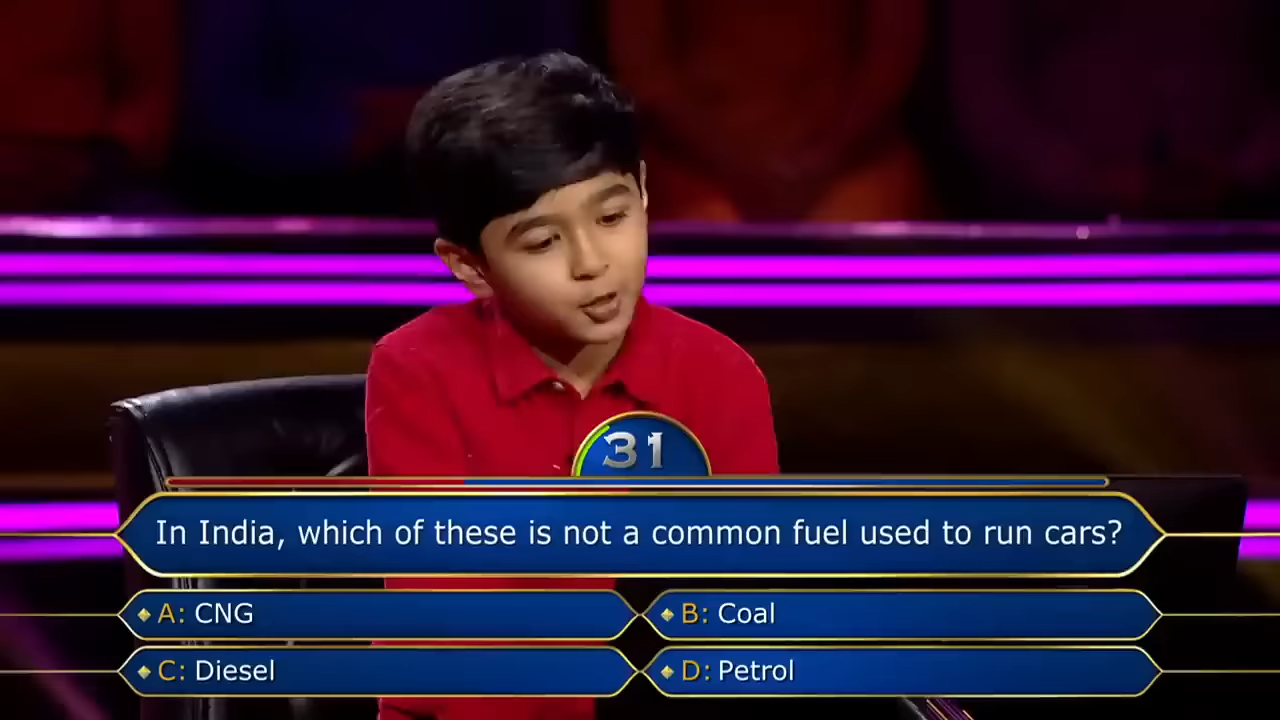 31
In India, which of these is not a common fuel used to run cars?
A: CNG
B: Coal
C: Diesel
D: Petrol